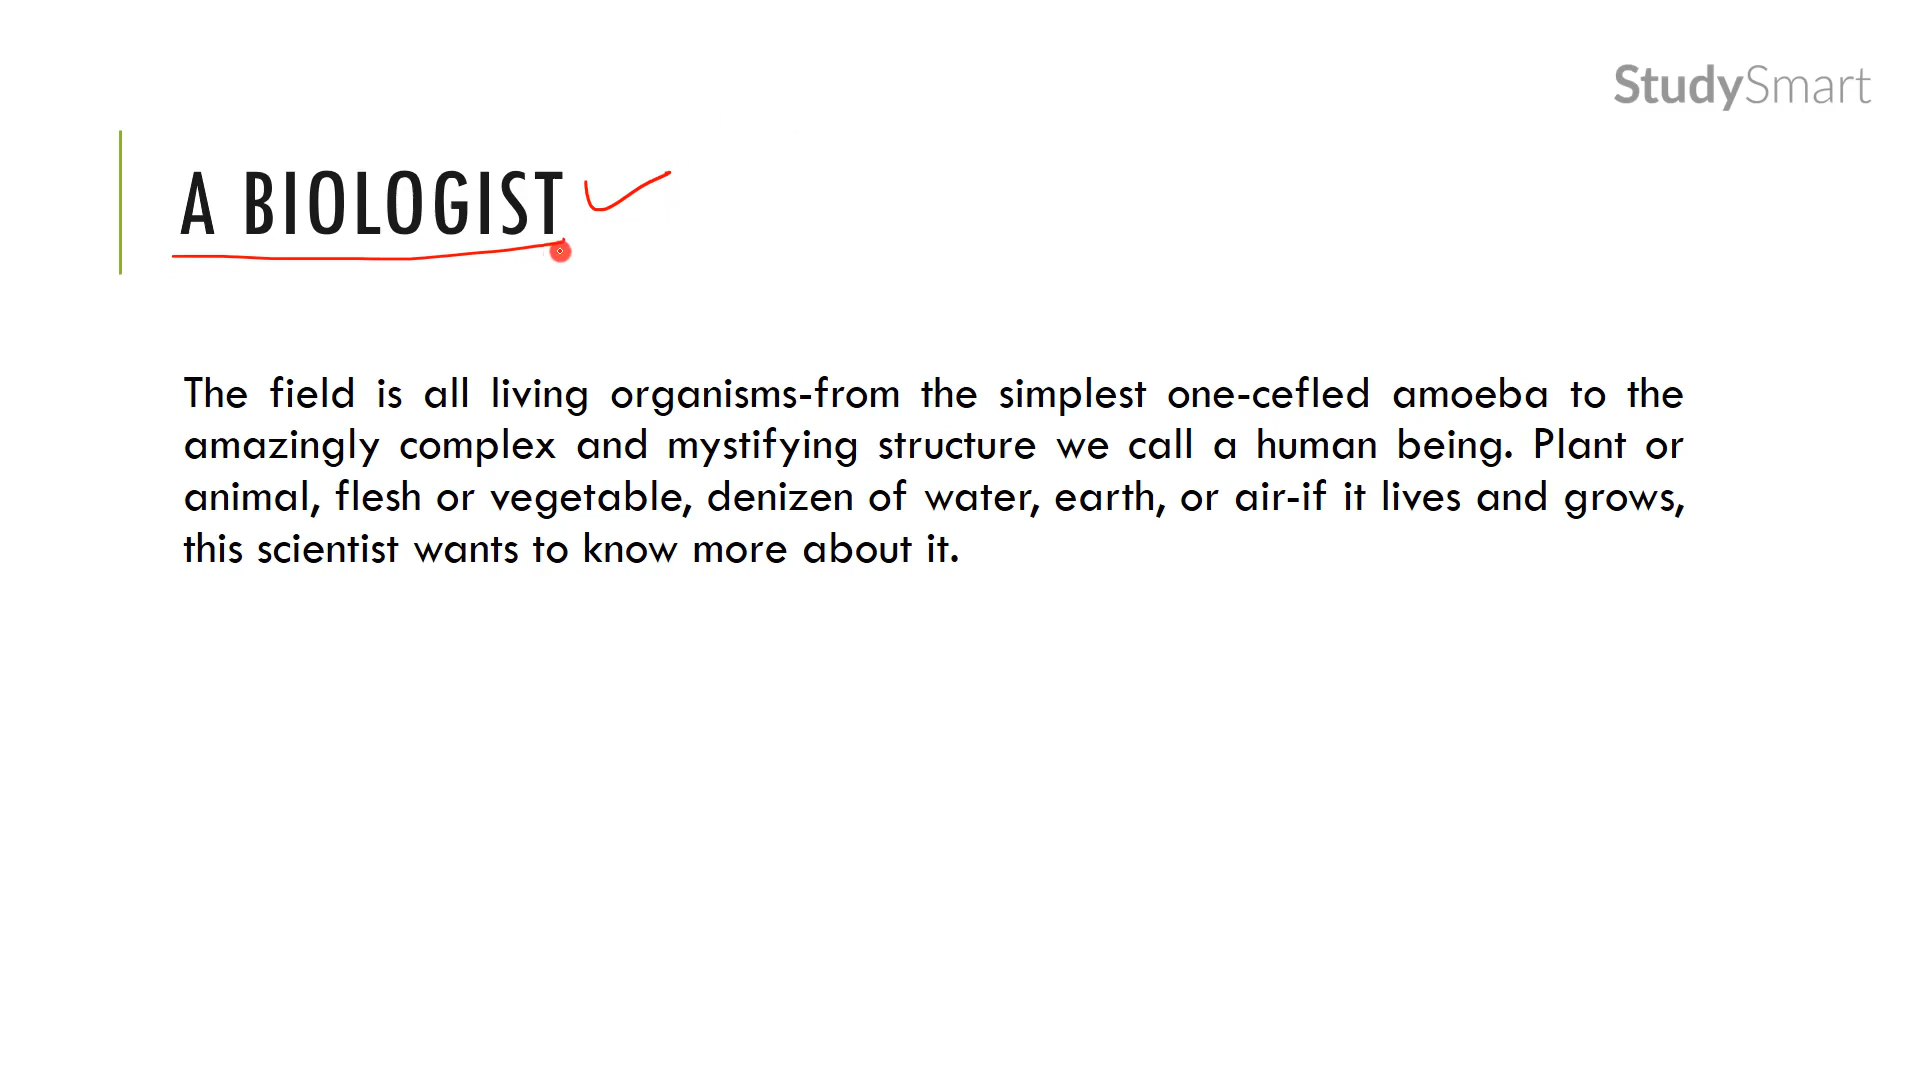 StudySmart
A BIOLOGIST
The field is all living organisms-from the simplest one-cefled amoeba to the
amazingly complex and mystifying structure we call a human being. Plant or
animal, flesh or vegetable, denizen of water, earth, or air-if it lives and grows,
this scientist wants to know more about it.